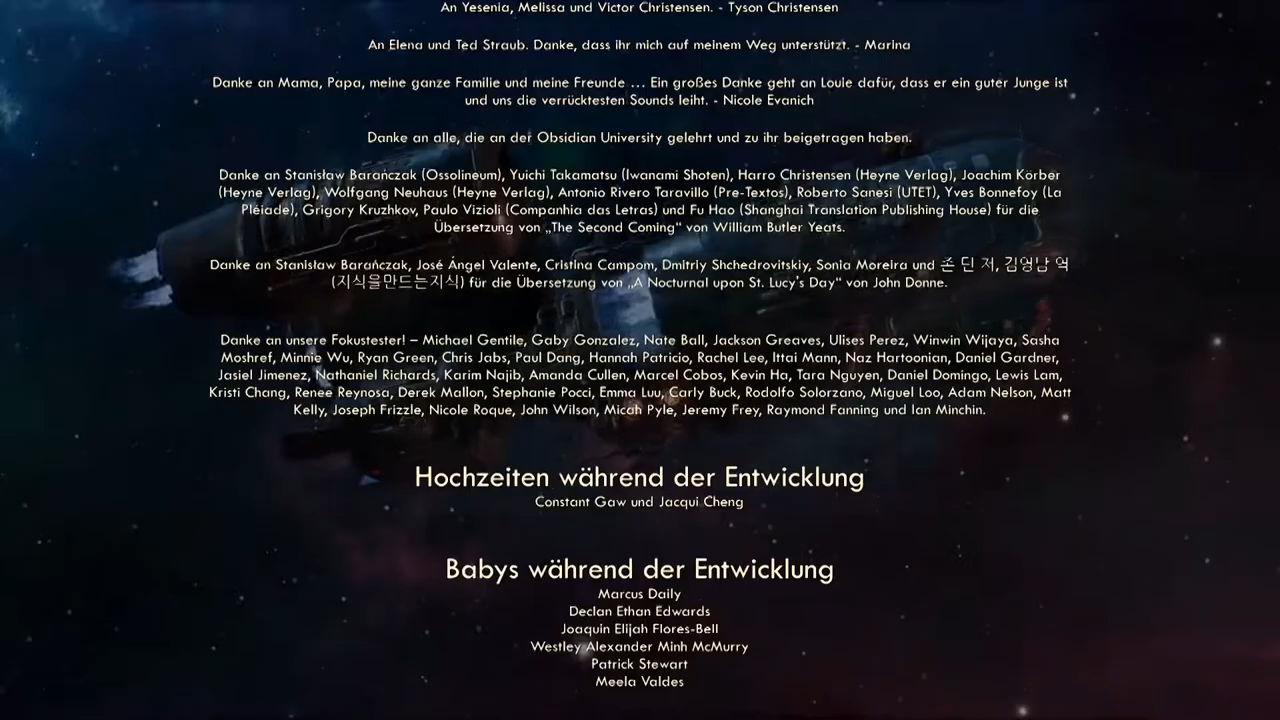 An Yesenia, Melissa und Victor Christensen. - Tyson Christensen
An Elena und Ted Straub. Danke, dass ihr mich auf meinem Weg unterstützt. - Marina
Danke an Mama, Papa, meine ganze Familie und meine Freunde … Ein großes Danke geht an Louie dafür, dass er ein guter Junge ist
und uns die verrücktesten Sounds leiht. - Nicole Evanich
Danke an alle, die an der Obsidian University gelehrt und zu ihr beigetragen haben.
Danke an Stanisław Barańczak (Ossolineum), Yuichi Takamatsu (Iwanami Shoten), Harro Christensen (Heyne Verlag), Joachim Körber
(Heyne Verlag), Wolfgang Neuhaus (Heyne Verlag), Antonio Rivero Taravillo (Pre-Textos), Roberto Sanesi (UTET), Yves Bonnefoy (La
Pléiade), Grigory Kruzhkov, Paulo Vizioli (Companhia das Letras) und Fu Hao (Shanghai Translation Publishing House) für die
Übersetzung von „The Second Coming“ von William Butler Yeats.
Danke an Stanisław Barańczak, José Ángel Valente, Cristina Campom, Dmitriy Shchedrovitskiy, Sonia Moreira und 존 던 저, 김영남 역
(지식을만드는지식) für die Übersetzung von „A Nocturnal upon St. Lucy's Day“ von John Donne.
Danke an unsere Fokustester! – Michael Gentile, Gaby Gonzalez, Nate Ball, Jackson Greaves, Ulises Perez, Winwin Wijaya, Sasha
Moshref, Minnie Wu, Ryan Green, Chris Jabs, Paul Dang, Hannah Patricio, Rachel Lee, Ittai Mann, Naz Hartoonian, Daniel Gardner,
Jasiel Jimenez, Nathaniel Richards, Karim Najib, Amanda Cullen, Marcel Cobos, Kevin Ha, Tara Nguyen, Daniel Domingo, Lewis Lam,
Kristi Chang, Renee Reynosa, Derek Mallon, Stephanie Pocci, Emma Luu, Carly Buck, Rodolfo Solorzano, Miguel Loo, Adam Nelson, Matt
Kelly, Joseph Frizzle, Nicole Roque, John Wilson, Micah Pyle, Jeremy Frey, Raymond Fanning und Ian Minchin.
Hochzeiten während der Entwicklung
Constant Gaw und Jacqui Cheng
Babys während der Entwicklung
Marcus Daily
Declan Ethan Edwards
Joaquin Elijah Flores-Bell
Westley Alexander Minh McMurry
Patrick Stewart
Meela Valdes